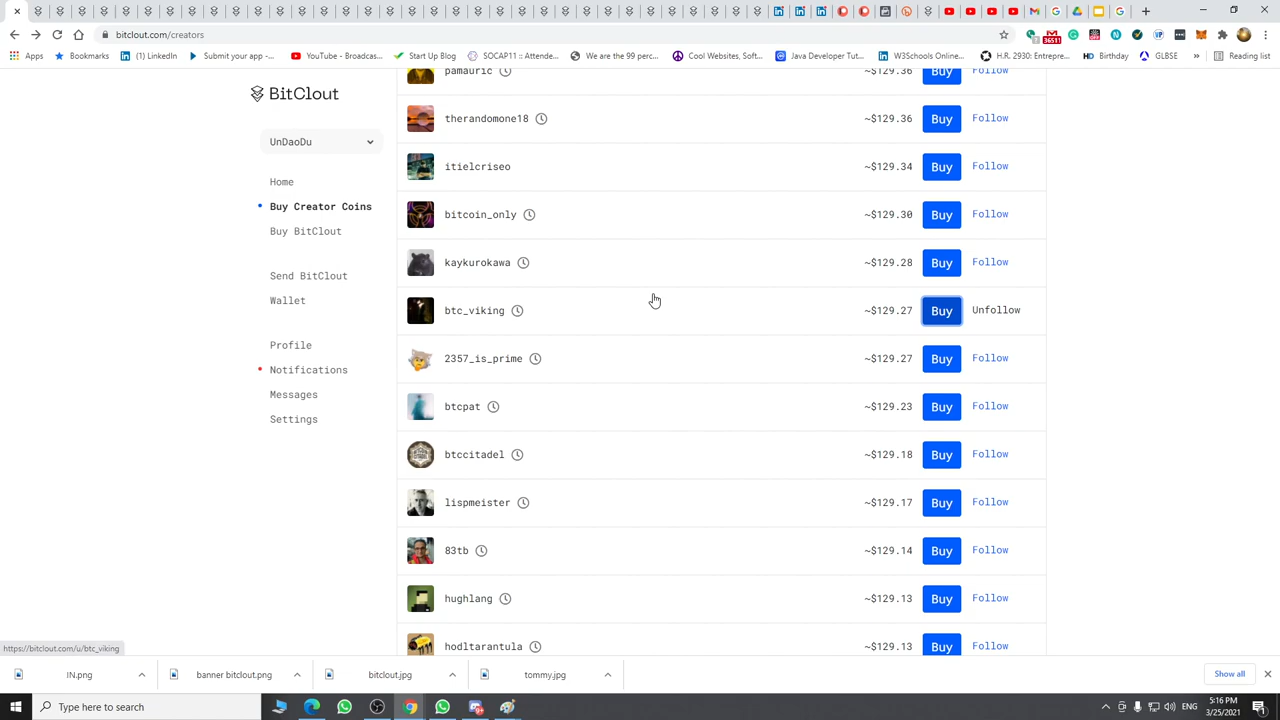 bitclout.com/creators
36511
Apps
Bookmarks
(1) LinkedIn
Submit your app -...
YouTube - Broadcas...
Start Up Blog
SOCAP11 :: Attende...
We are the 99 perc...
Cool Websites, Soft...
Java Developer Tut...
W3Schools Online...
H.R. 2930: Entrepre...
Birthday
GLBSE
»
Reading list
BitClout
UnDaoDu
Home
Buy Creator Coins
Buy BitClout
Send BitClout
Wallet
Profile
Notifications
Messages
Settings
pamauric ~$129.36 Buy Follow
therandomone18 ~$129.36 Buy Follow
itielcriseo ~$129.34 Buy Follow
bitcoin_only ~$129.30 Buy Follow
kaykurokawa ~$129.28 Buy Follow
btc_viking ~$129.27 Buy Unfollow
2357_is_prime ~$129.27 Buy Follow
btcpat ~$129.23 Buy Follow
btccitadel ~$129.18 Buy Follow
lispmeister ~$129.17 Buy Follow
83tb ~$129.14 Buy Follow
hughlang ~$129.13 Buy Follow
hodltarantula ~$129.13 Buy Follow
https://bitclout.com/u/btc_viking
IN.png
banner bitclout.png
bitclout.jpg
tommy.jpg
Show all
Type here to search
ENG
5:16 PM
3/25/2021